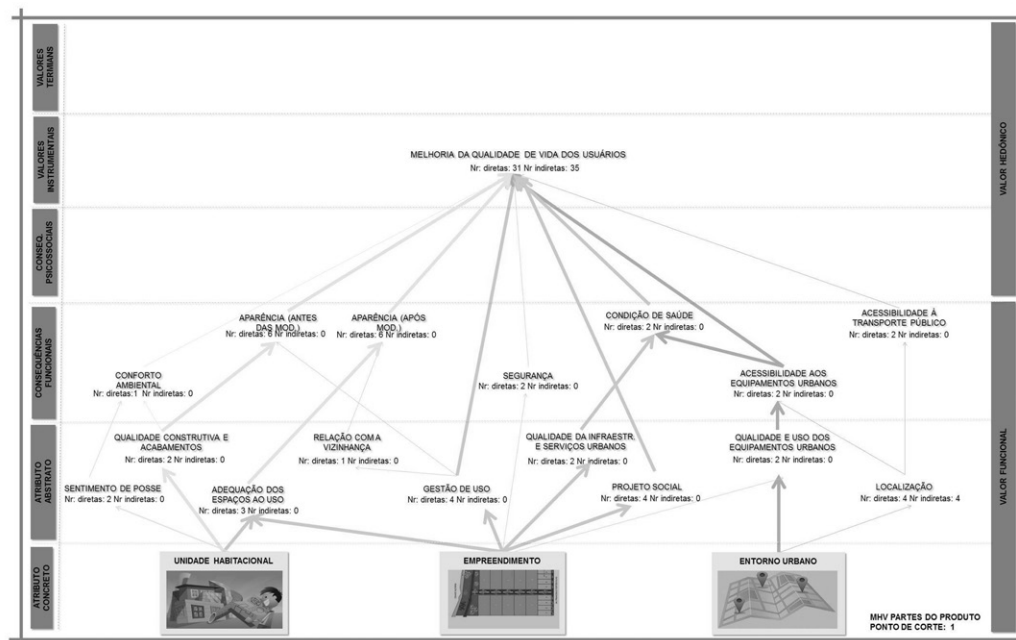 VALORES
TERMIANS
VALORES
INSTRUMENTAIS
CONSEQ.
PSICOSSOCIAIS
CONSEQUÊNCIAS
FUNCIONAIS
ATRIBUTO
ABSTRATO
ATRIBUTO
CONCRETO
VALOR HEDÔNICO
VALOR FUNCIONAL
MELHORIA DA QUALIDADE DE VIDA DOS USUÁRIOS
Nr: diretas: 31 Nr indiretas: 35
APARÊNCIA (ANTES
DAS MOD.)
Nr: diretas: 6 Nr indiretas: 0
APARÊNCIA (APÓS
MOD.)
Nr: diretas: 6 Nr indiretas: 0
CONDIÇÃO DE SAÚDE
Nr: diretas: 2 Nr indiretas: 0
ACESSIBILIDADE À
TRANSPORTE PÚBLICO
Nr: diretas: 2 Nr indiretas: 0
CONFORTO
AMBIENTAL
Nr: diretas:1 Nr indiretas: 0
SEGURANÇA
Nr: diretas: 2 Nr indiretas: 0
ACESSIBILIDADE AOS
EQUIPAMENTOS URBANOS
Nr: diretas: 2 Nr indiretas: 0
QUALIDADE CONSTRUTIVA E
ACABAMENTOS
Nr: diretas: 2 Nr indiretas: 0
RELAÇÃO COM A
VIZINHANÇA
Nr: diretas: 1 Nr indiretas: 0
QUALIDADE DA INFRAESTR.
E SERVIÇOS URBANOS
Nr: diretas: 2 Nr indiretas: 0
QUALIDADE E USO DOS
EQUIPAMENTOS URBANOS
Nr: diretas: 2 Nr indiretas: 0
SENTIMENTO DE POSSE
Nr: diretas: 2 Nr indiretas: 0
ADEQUAÇÃO DOS
ESPAÇOS AO USO
Nr: diretas: 3 Nr indiretas: 0
GESTÃO DE USO
Nr: diretas: 4 Nr indiretas: 0
PROJETO SOCIAL
Nr: diretas: 4 Nr indiretas: 0
LOCALIZAÇÃO
Nr: diretas: 4 Nr indiretas: 4
UNIDADE HABITACIONAL
EMPREENDIMENTO
ENTORNO URBANO
MHV PARTES DO PRODUTO
PONTO DE CORTE: 1